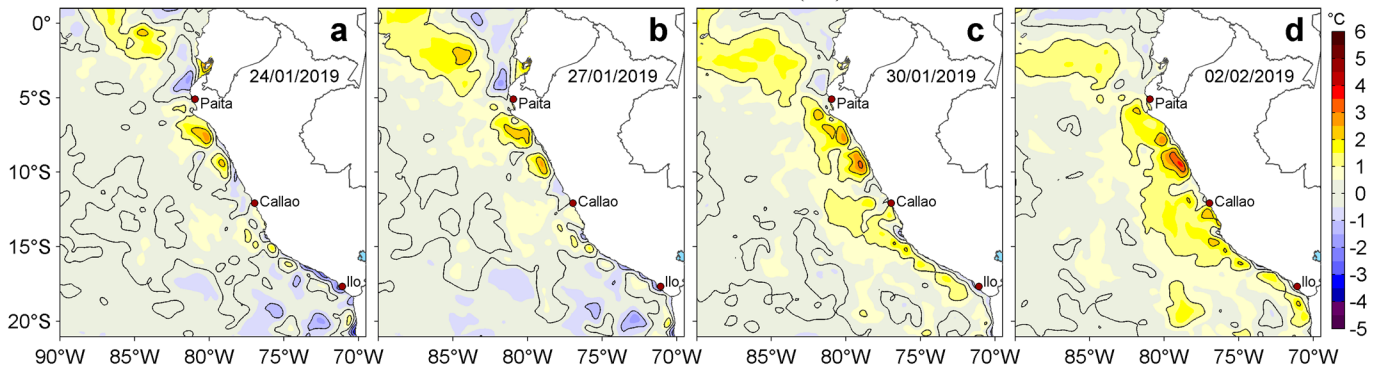 a
b
c
d
°C
24/01/2019
27/01/2019
30/01/2019
02/02/2019
Paita
Paita
Paita
Paita
Callao
Callao
Callao
Callao
Ilo
Ilo
Ilo
Ilo
0°
5°S
10°S
15°S
20°S
90°W 85°W 80°W 75°W 70°W
85°W 80°W 75°W 70°W
85°W 80°W 75°W 70°W
85°W 80°W 75°W 70°W
6
5
4
3
2
1
0
-1
-2
-3
-4
-5